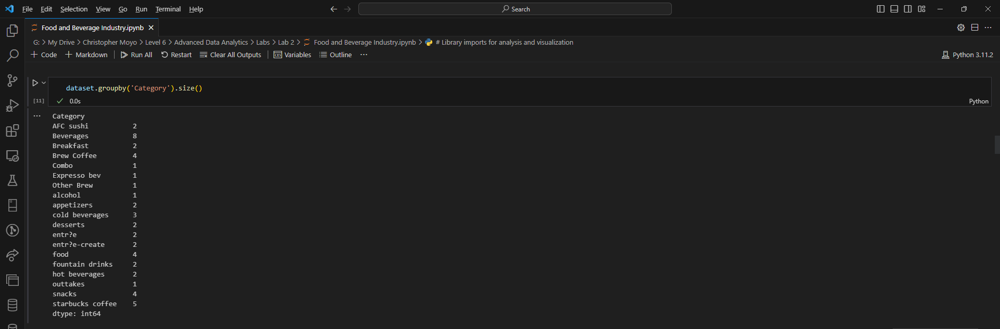 File Edit Selection View Go Run Terminal Help
Search
Food and Beverage Industry.ipynb
G: > My Drive > Christopher Moyo > Level 6 > Advanced Data Analytics > Labs > Lab 2 > Food and Beverage Industry.ipynb > # Library imports for analysis and visualization
+ Code + Markdown Run All Restart Clear All Outputs Variables Outline ...
Python 3.11.2
dataset.groupby('Category').size()
[11] 0.0s
Python
Category
AFC sushi 2
Beverages 8
Breakfast 2
Brew Coffee 4
Combo 1
Expresso bev 1
Other Brew 1
alcohol 1
appetizers 2
cold beverages 3
desserts 2
entr?e 2
entr?e-create 2
food 4
fountain drinks 2
hot beverages 2
outtakes 1
snacks 4
starbucks coffee 5
dtype: int64